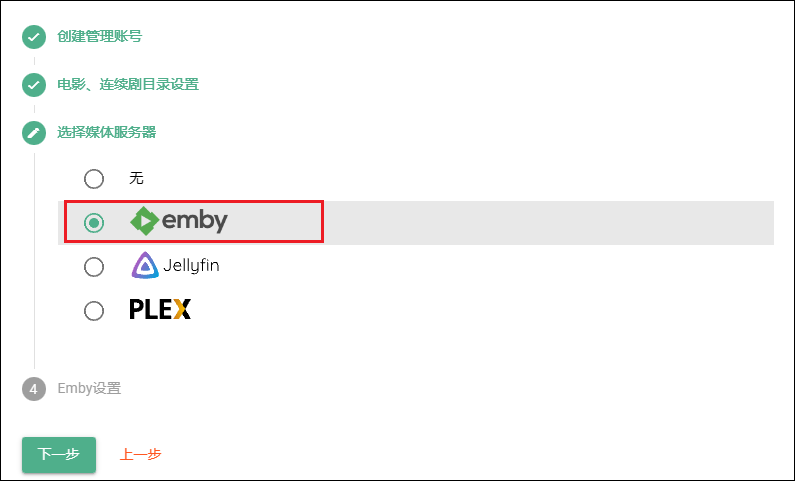 创建管理账号
电影、连续剧目录设置
选择媒体服务器
无
emby
Jellyfin
PLEX
4 Emby设置
下一步 上一步